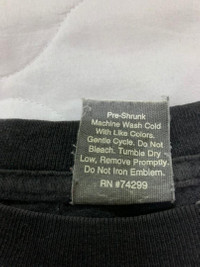 Pre-Shrunk
Machine Wash Cold
With Like Colors.
Gentle Cycle. Do Not
Bleach. Tumble Dry
Low, Remove Promptly
Do Not Iron Emblem.
RN #74299